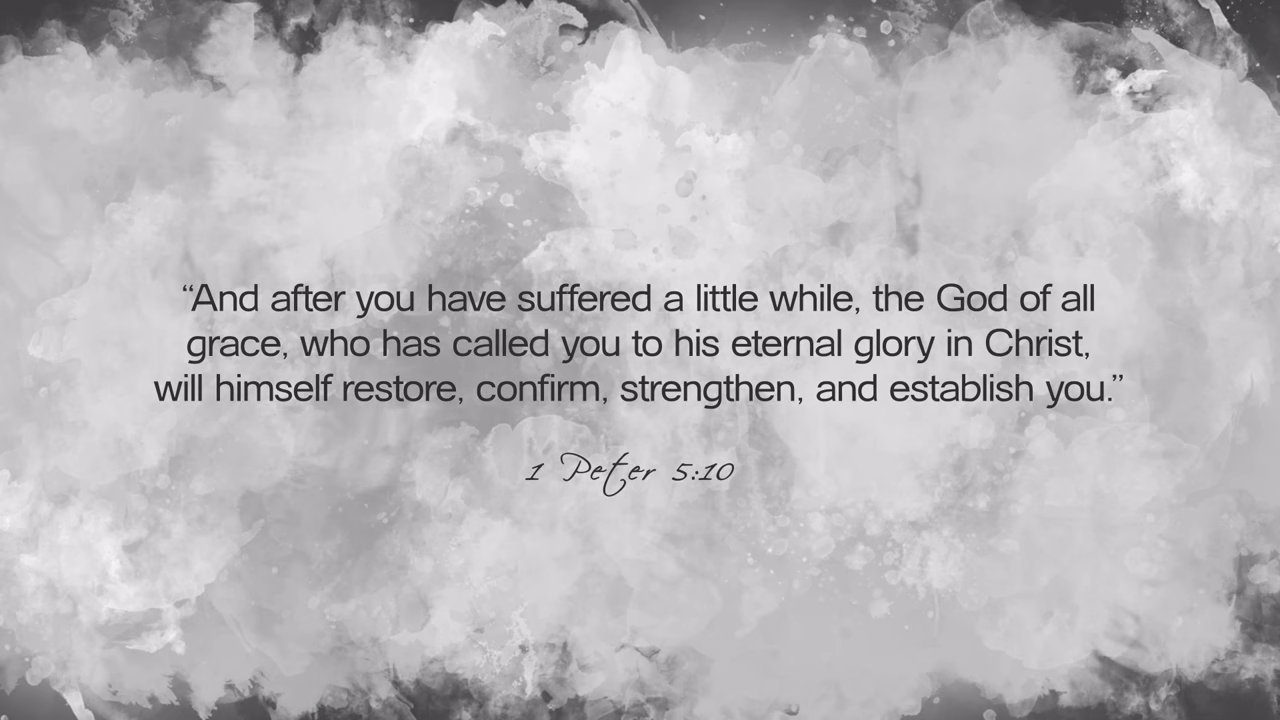 “And after you have suffered a little while, the God of all
grace, who has called you to his eternal glory in Christ,
will himself restore, confirm, strengthen, and establish you.”
1 Peter 5:10